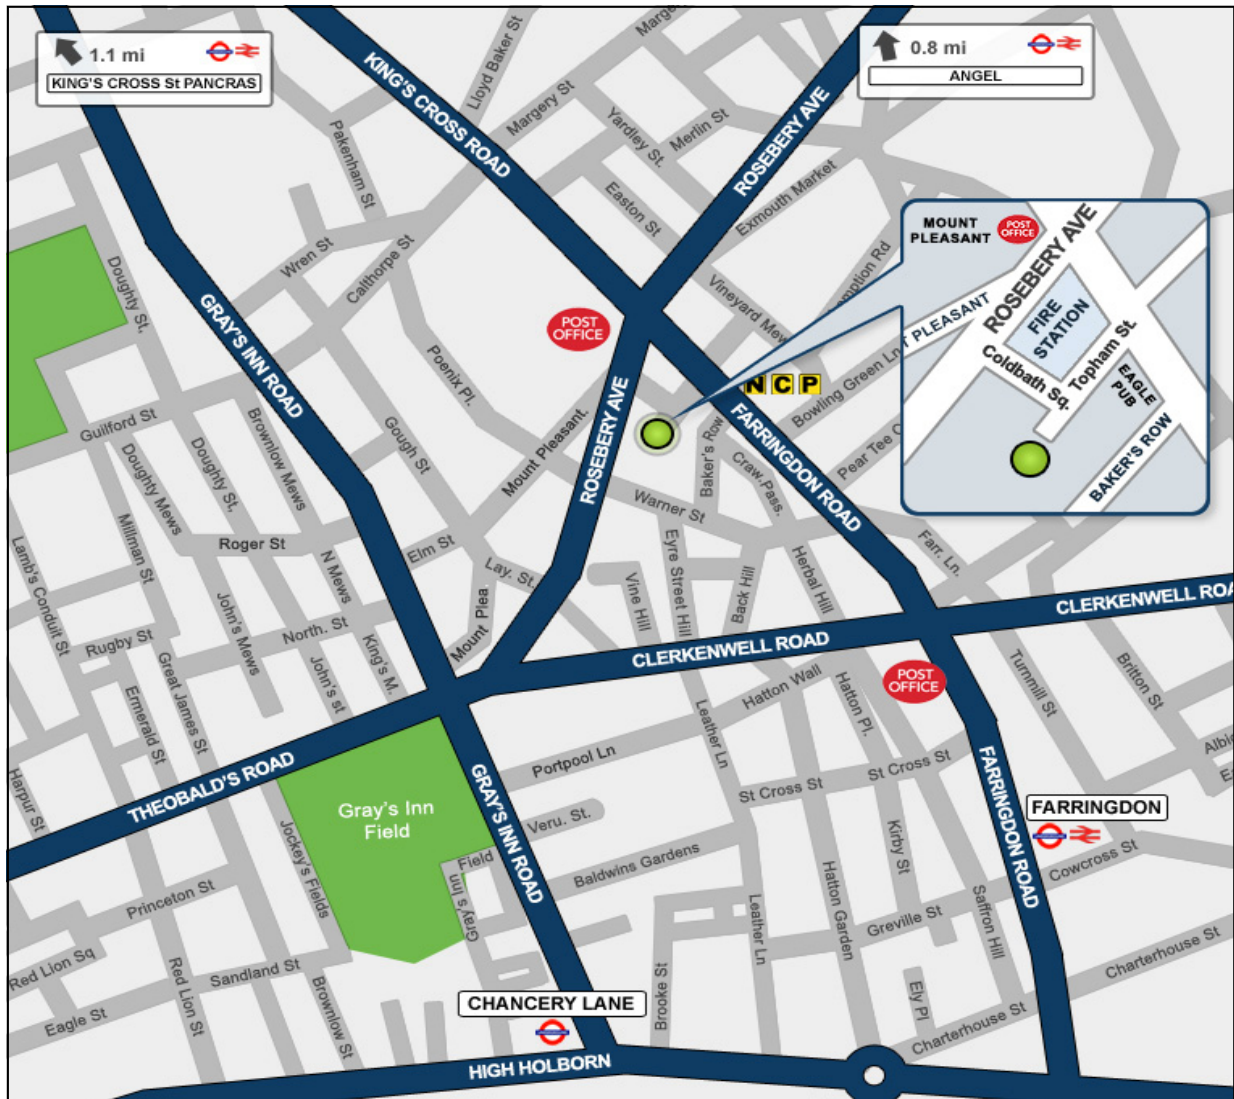 1.1 mi
KING'S CROSS St PANCRAS
0.8 mi
ANGEL
Lloyd Baker St
Margery St
KING'S CROSS ROAD
Yardley St.
Merlin St
ROSEBERY AVE
Pakenham St
Easton St
Exmouth Market
MOUNT
PLEASANT
POST
OFFICE
ROSEBERY AVE
Wren St
Calthorpe St
Doughty St.
Vineyard Mew
mption Rd
T PLEASANT
FIRE
STATION
Coldbath Sq.
Topham St
EAGLE
PUB
BAKER'S ROW
GRAY'S INN ROAD
POST
OFFICE
Poenix Pl.
NCP
Bowling Green Ln
Guilford St
Brownlow Mews
Doughty St.
Doughty Mews
Gough St
Mount Pleasant.
ROSEBERY AVE
Baker's Row
FARRINGDON ROAD
Craw.Pass.
Pear Tee C
Warner St
Millman St
Lamb's Conduit St
Roger St
N Mews
Elm St
Lay. St.
Eyre Street Hill
Vine Hill
Back Hill
Herbal Hill
Farr. Ln.
John's Mews
North. St
Rugby St
King's M.
Mount Plea
CLERKENWELL ROAD
CLERKENWELL ROA
Great James St
John's st
Ermerald St
Hatton Wall
Hatton Pl.
POST
OFFICE
Turnmill St
Britton St
Leather Ln
Portpool Ln
THEOBALD'S ROAD
Harpur St
St Cross St
St Cross St
Albi
Gray's Inn
Field
GRAY'S INN ROAD
Veru. St.
FARRINGDON ROAD
FARRINGDON
Jockey's Fields
Field
Gray's Inn
Baldwins Gardens
Kirby St
Cowcross St
Princeton St
Leather Ln
Hatton Garden
Greville St
Saffron Hill
Charterhouse St
Red Lion Sq
Sandland St
Red Lion St
Brownlow St
Eagle St
CHANCERY LANE
Brooke St
Ely Pl
Charterhouse St
HIGH HOLBORN